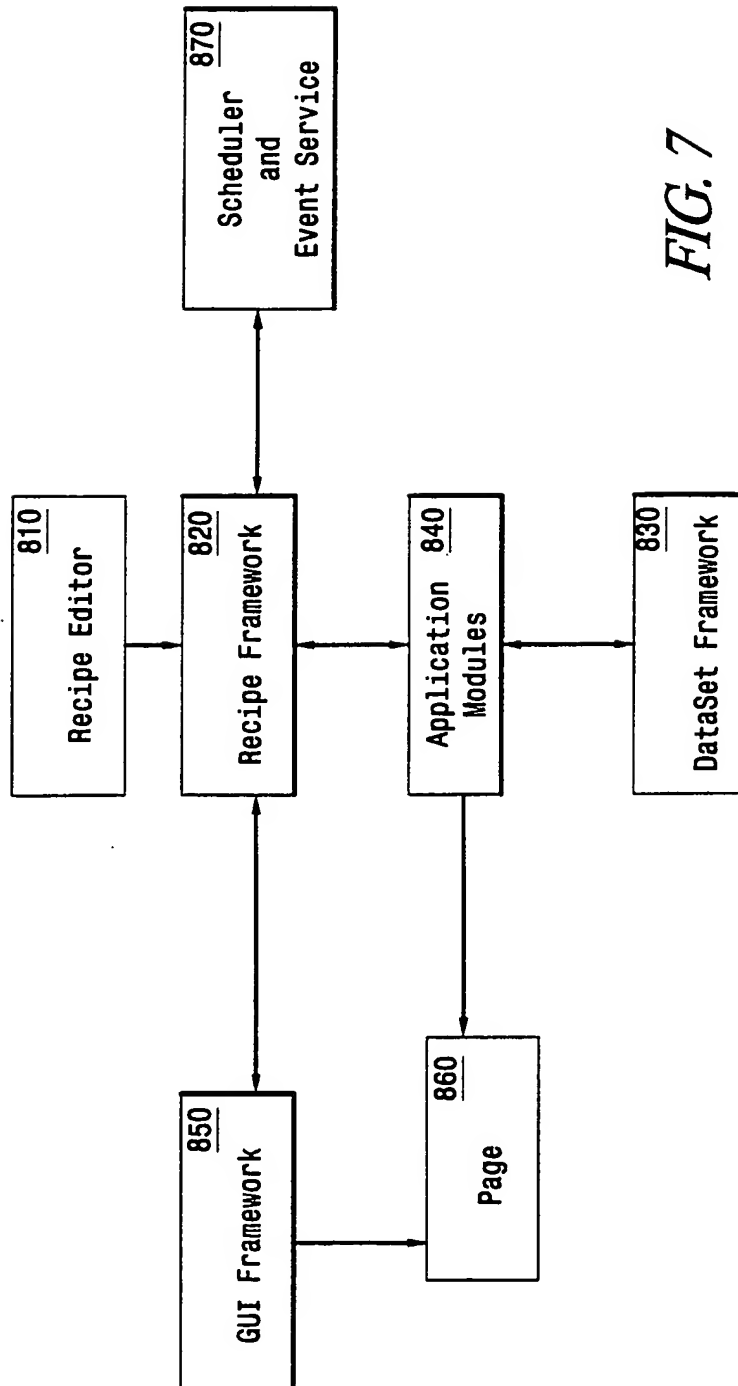 810
Recipe Editor
850
GUI Framework
820
Recipe Framework
870
Scheduler
and
Event Service
860
Page
840
Application
Modules
830
DataSet Framework
FIG. 7